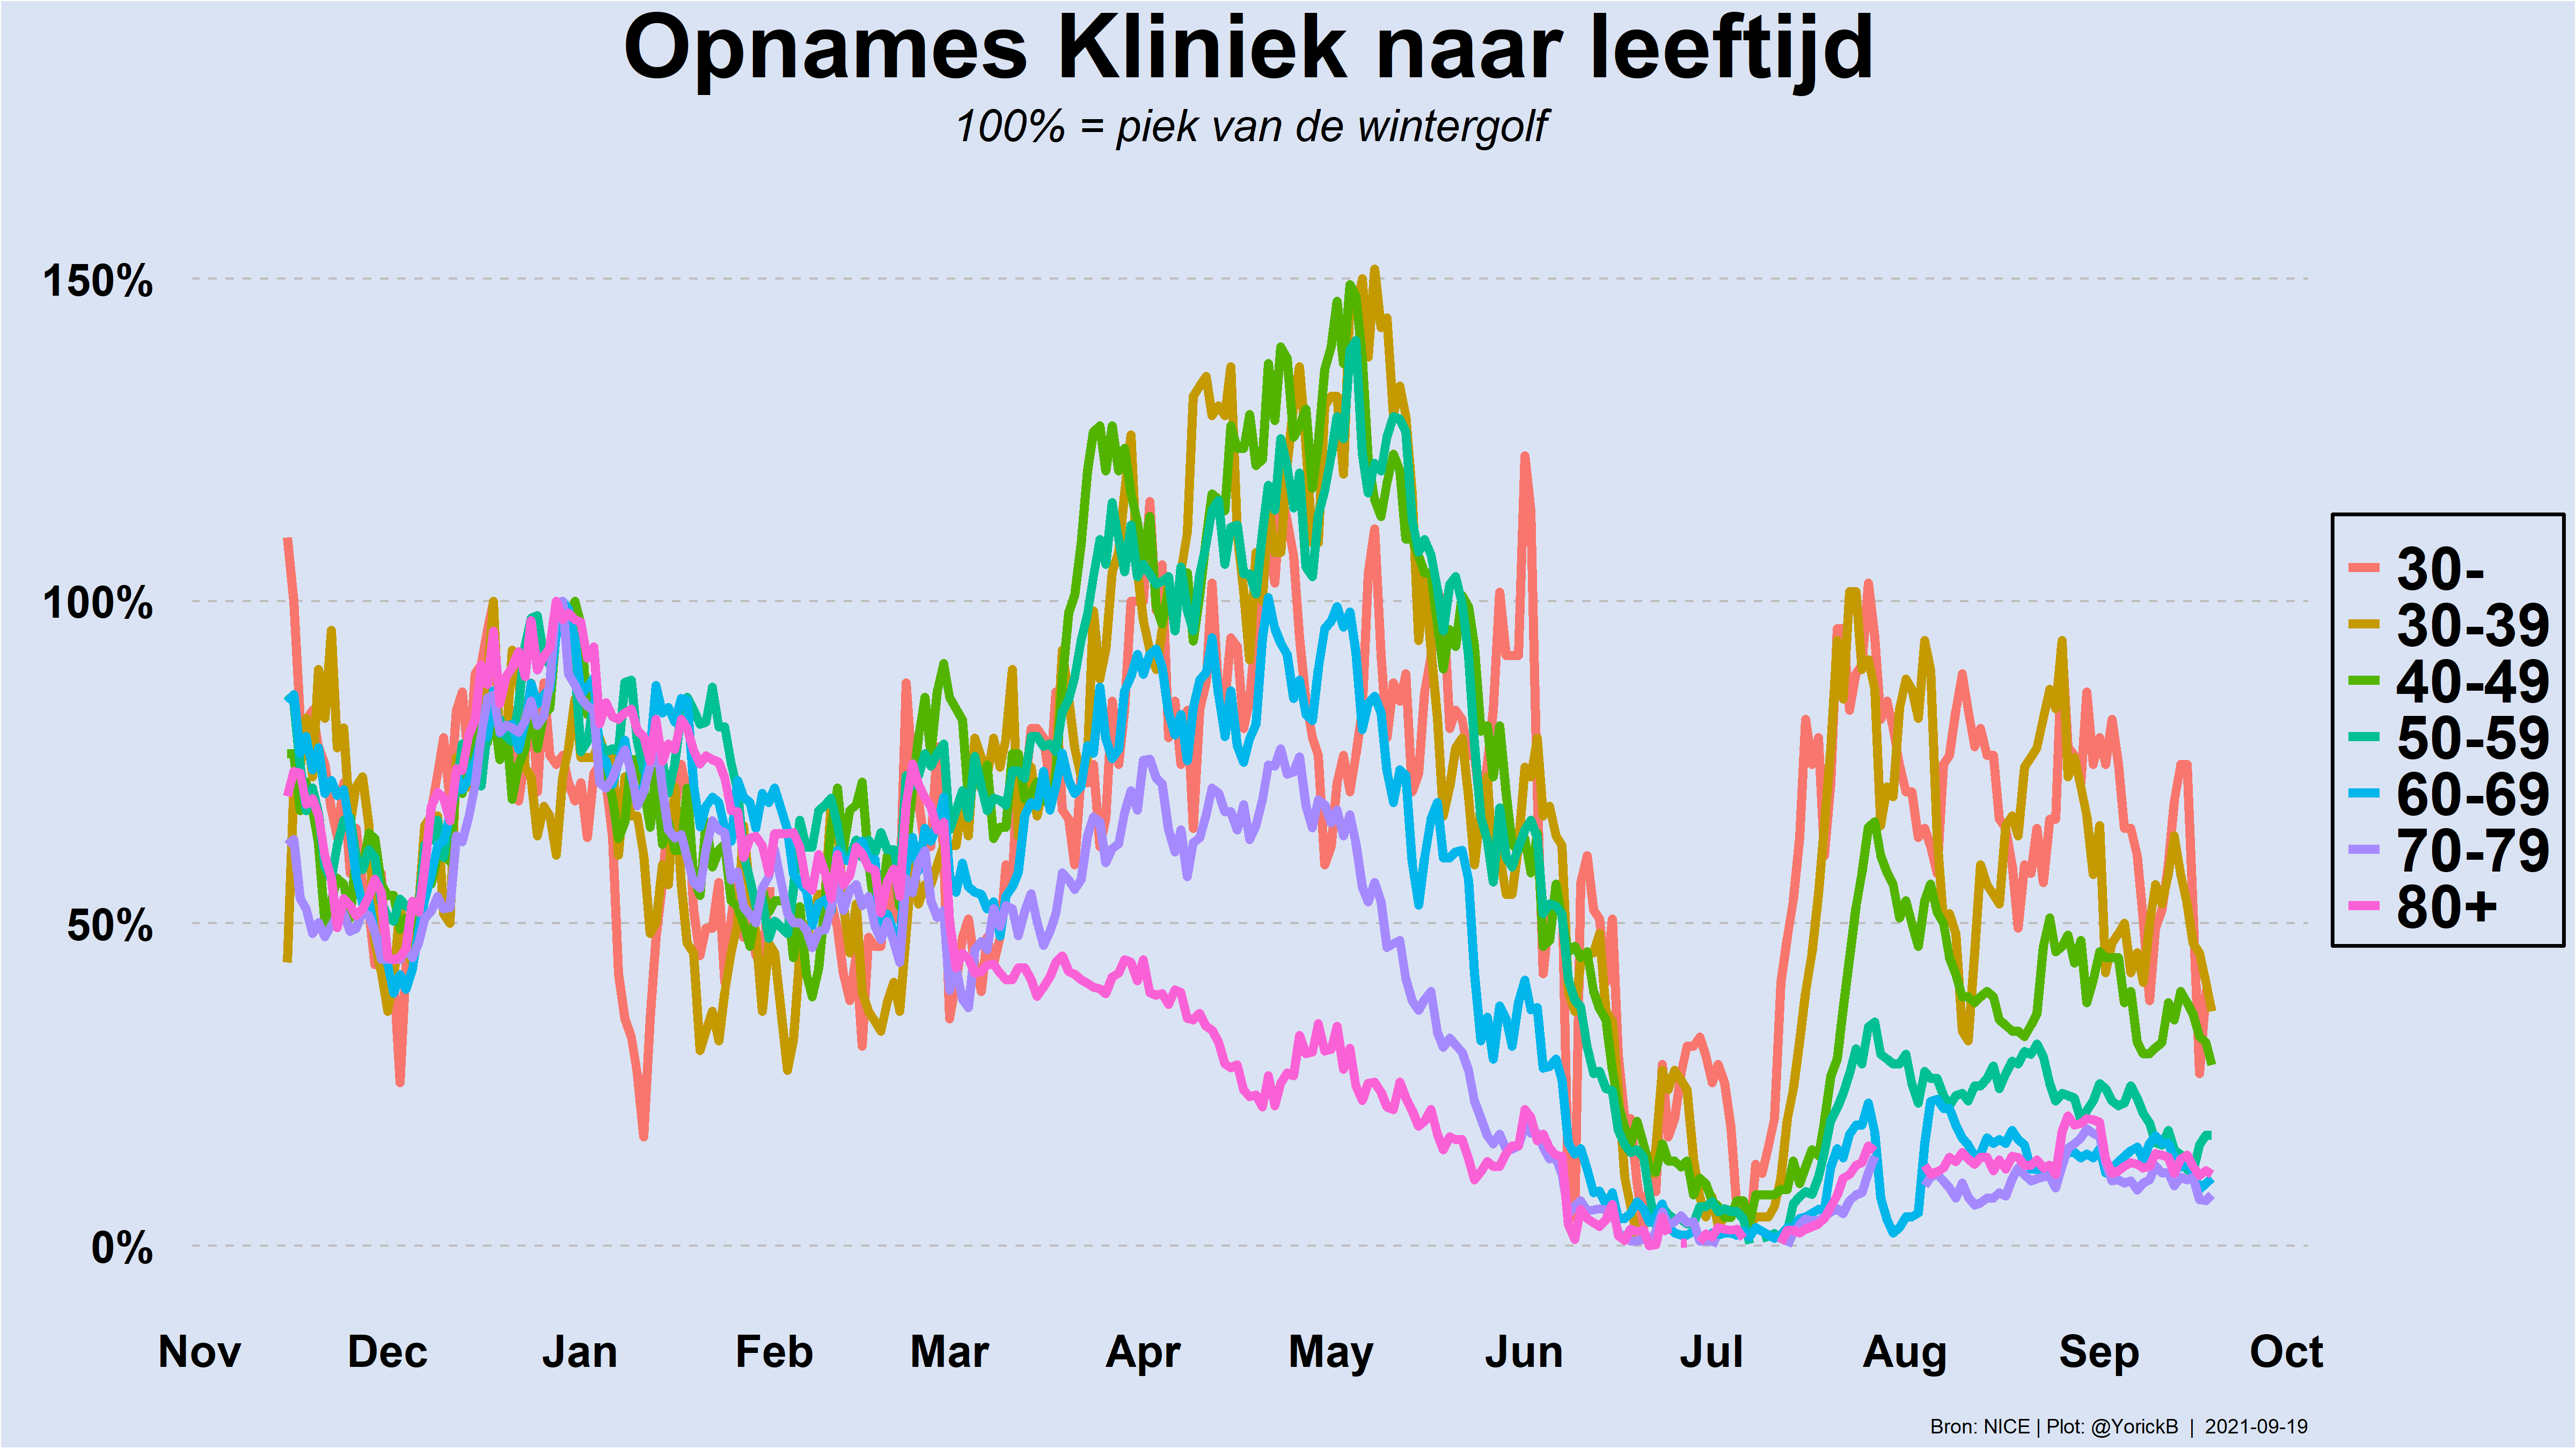 Opnames Kliniek naar leeftijd
100% = piek van de wintergolf
150%
100%
50%
0%
30-
30-39
40-49
50-59
60-69
70-79
80+
Nov Dec Jan Feb Mar Apr May Jun Jul Aug Sep Oct
Bron: NICE | Plot: @YorickB | 2021-09-19